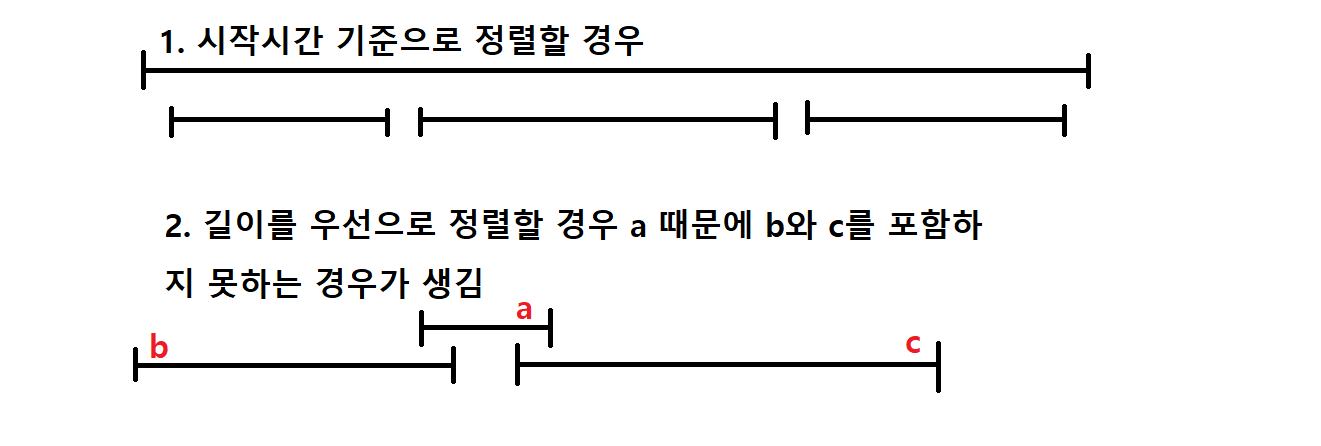 1. 시작시간 기준으로 정렬할 경우
2. 길이를 우선으로 정렬할 경우 a 때문에 b와 c를 포함하
지 못하는 경우가 생김
a
b
c